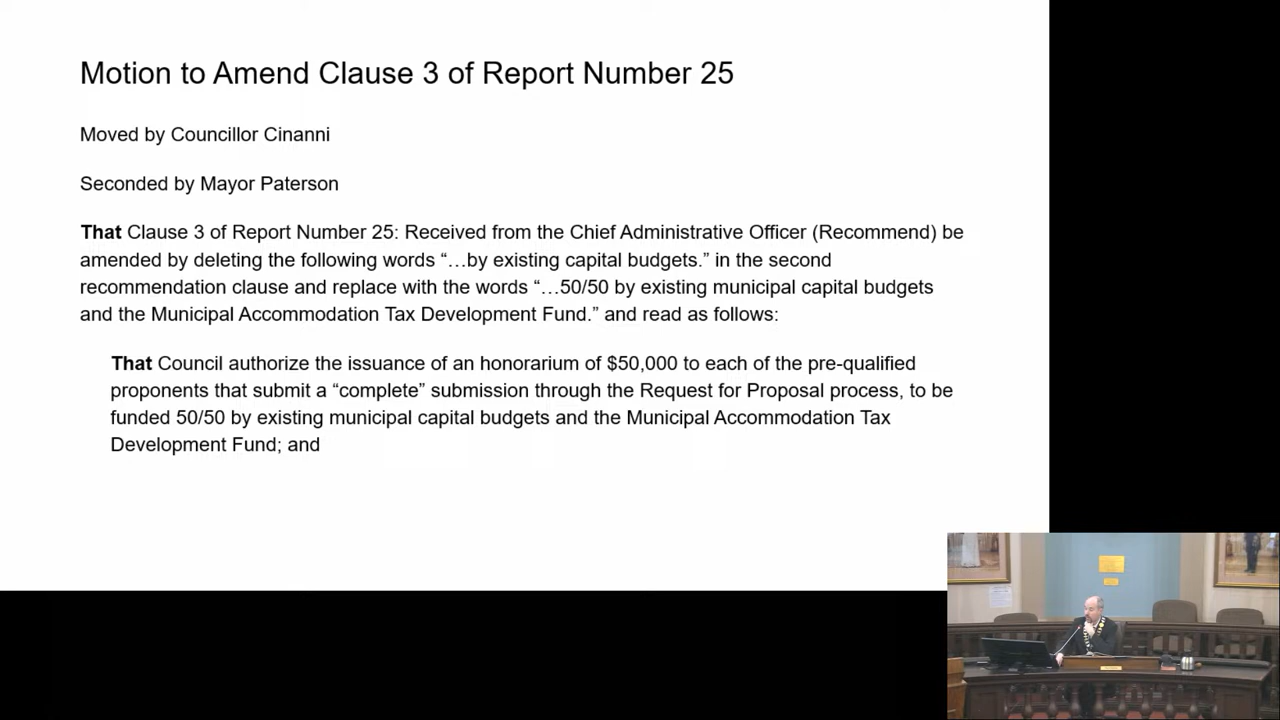 Motion to Amend Clause 3 of Report Number 25
Moved by Councillor Cinanni
Seconded by Mayor Paterson
That Clause 3 of Report Number 25: Received from the Chief Administrative Officer (Recommend) be
amended by deleting the following words “…by existing capital budgets.” in the second
recommendation clause and replace with the words “…50/50 by existing municipal capital budgets
and the Municipal Accommodation Tax Development Fund.” and read as follows:
That Council authorize the issuance of an honorarium of $50,000 to each of the pre-qualified
proponents that submit a “complete” submission through the Request for Proposal process, to be
funded 50/50 by existing municipal capital budgets and the Municipal Accommodation Tax
Development Fund; and